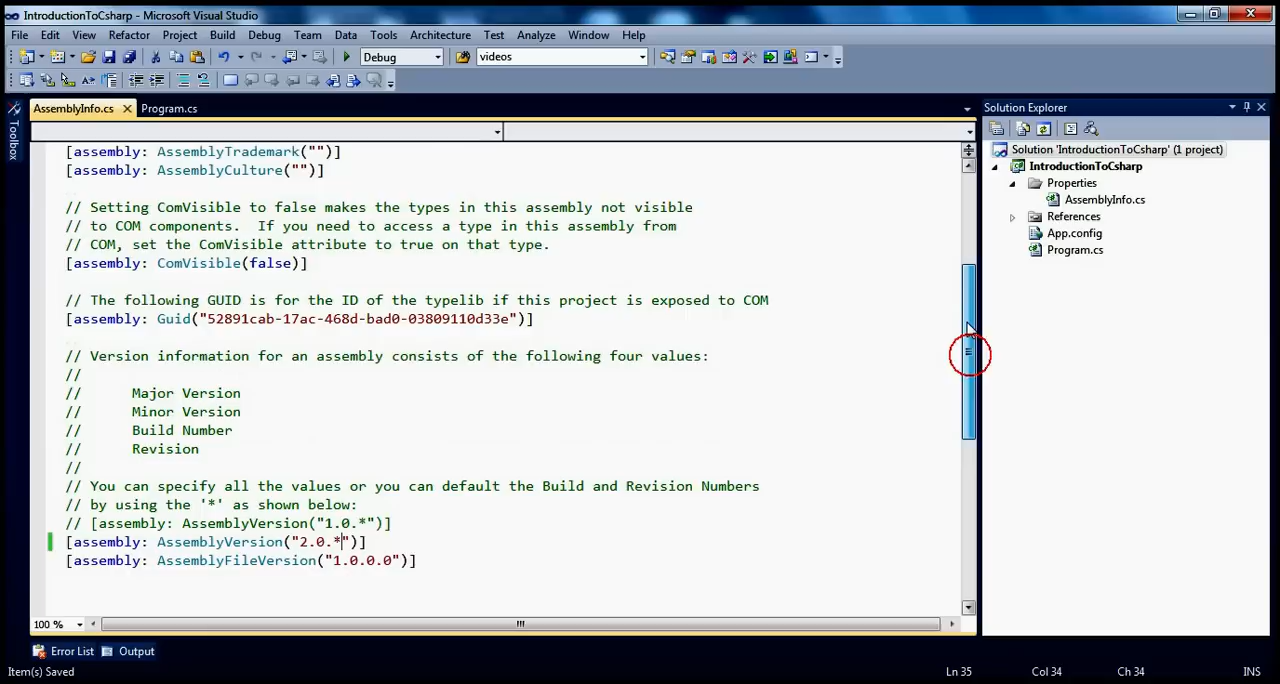 IntroductionToCsharp - Microsoft Visual Studio
File Edit View Refactor Project Build Debug Team Data Tools Architecture Test Analyze Window Help
Debug videos
AssemblyInfo.cs Program.cs
Toolbox
[assembly: AssemblyTrademark("")]
[assembly: AssemblyCulture("")]
// Setting ComVisible to false makes the types in this assembly not visible
// to COM components.  If you need to access a type in this assembly from
// COM, set the ComVisible attribute to true on that type.
[assembly: ComVisible(false)]
// The following GUID is for the ID of the typelib if this project is exposed to COM
[assembly: Guid("52891cab-17ac-468d-bad0-03809110d33e")]
// Version information for an assembly consists of the following four values:
//
//      Major Version
//      Minor Version
//      Build Number
//      Revision
//
// You can specify all the values or you can default the Build and Revision Numbers
// by using the '*' as shown below:
// [assembly: AssemblyVersion("1.0.*")]
[assembly: AssemblyVersion("2.0.*")]
[assembly: AssemblyFileVersion("1.0.0.0")]
100 %
Solution Explorer
Solution 'IntroductionToCsharp' (1 project)
IntroductionToCsharp
Properties
AssemblyInfo.cs
References
App.config
Program.cs
Error List Output
Item(s) Saved Ln 35 Col 34 Ch 34 INS